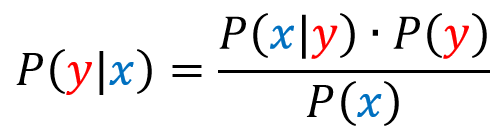 P(y|x) = P(x|y) · P(y) / P(x)